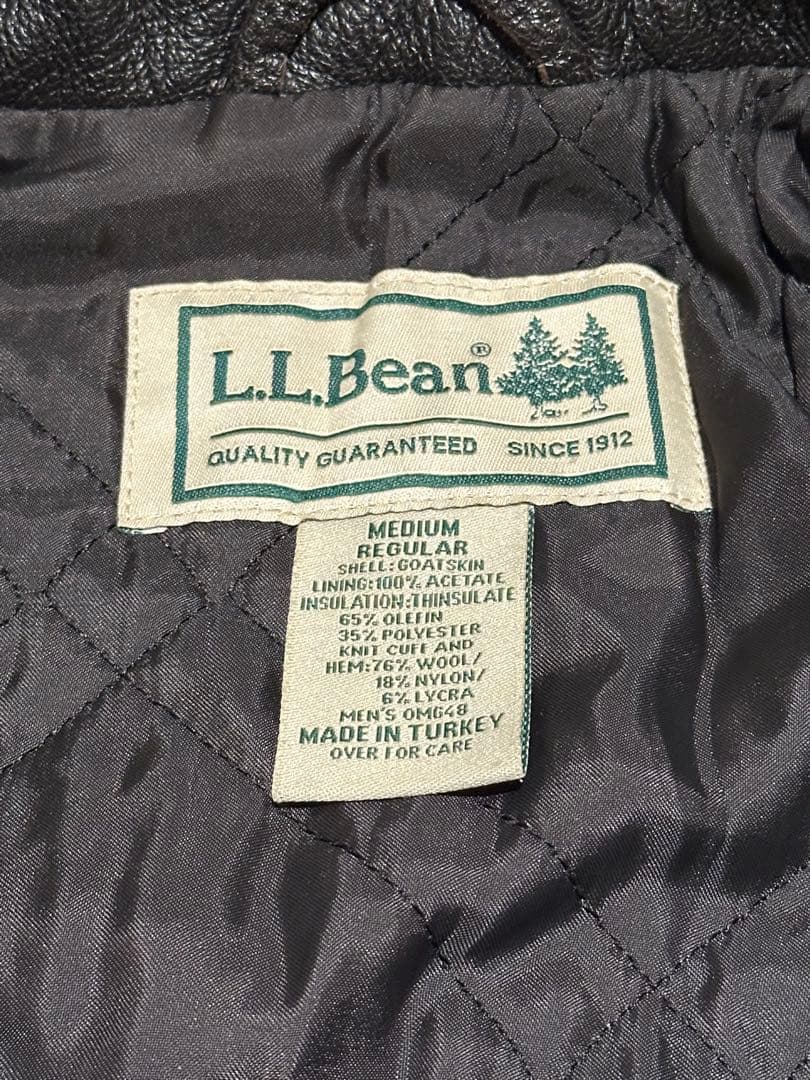 L.L.Bean®
QUALITY GUARANTEED SINCE 1912
MEDIUM
REGULAR
SHELL: GOATSKIN
LINING:100% ACETATE
INSULATION:THINSULATE
65% OLEFIN
35% POLYESTER
KNIT CUFF AND
HEM:76% WOOL/
18% NYLON/
6% LYCRA
MEN'S OMG48
MADE IN TURKEY
OVER FOR CARE